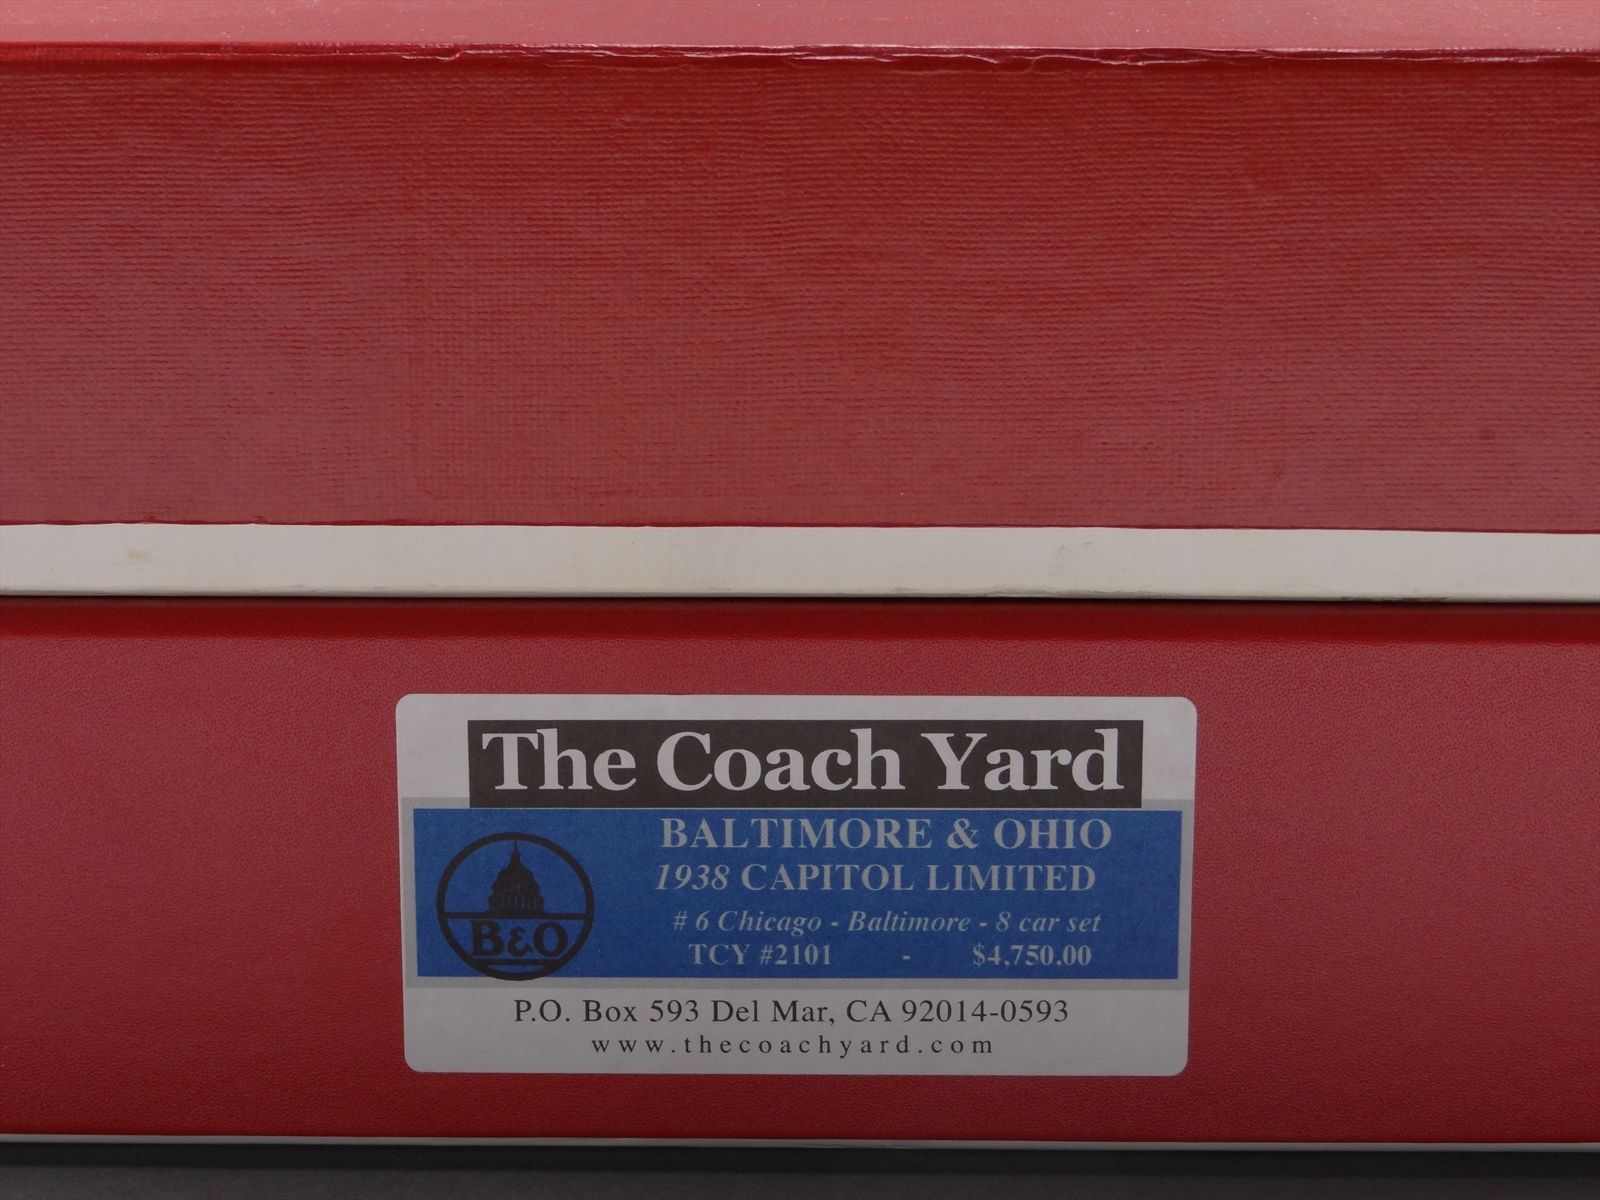 The Coach Yard
BALTIMORE & OHIO
1938 CAPITOL LIMITED
# 6 Chicago - Baltimore - 8 car set
TCY #2101 - $4,750.00
B&O
P.O. Box 593 Del Mar, CA 92014-0593
www.thecoachyard.com